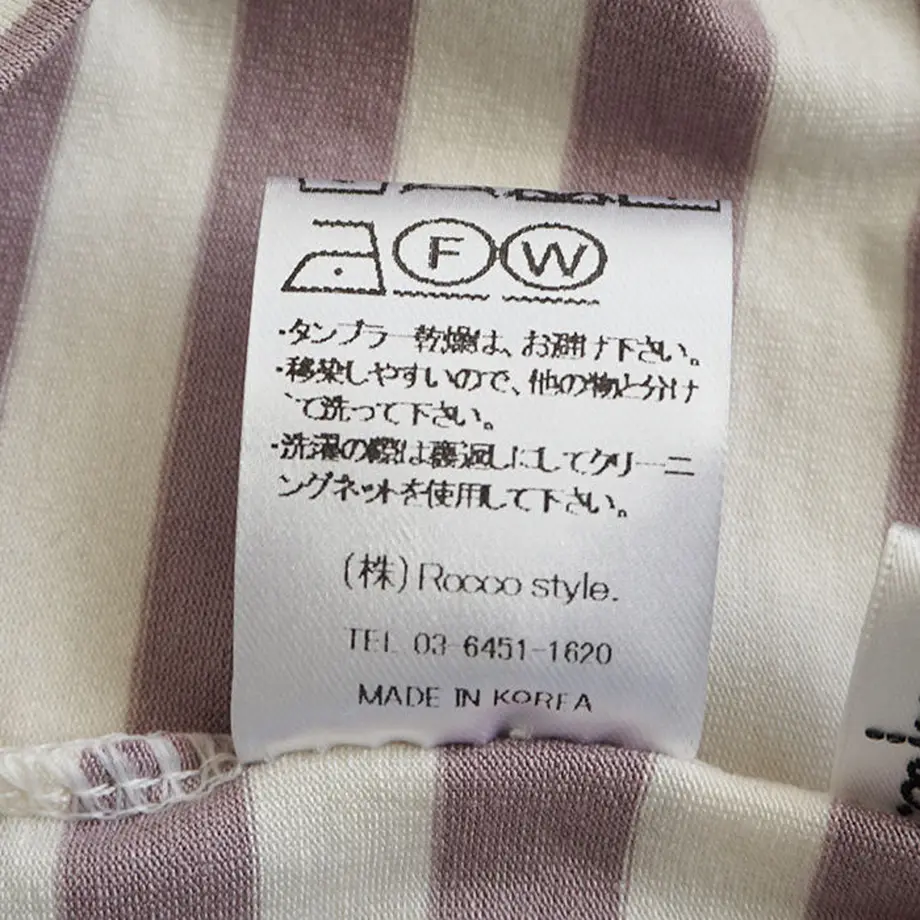 F W
・タンブラー乾燥は、お避け下さい。
・移染しやすいので、他の物と分け
て洗って下さい。
・洗濯の際は裏返しにしてクリーニ
ングネットを使用して下さい。
(株) Rocco style.
TEL 03-6451-1620
MADE IN KOREA